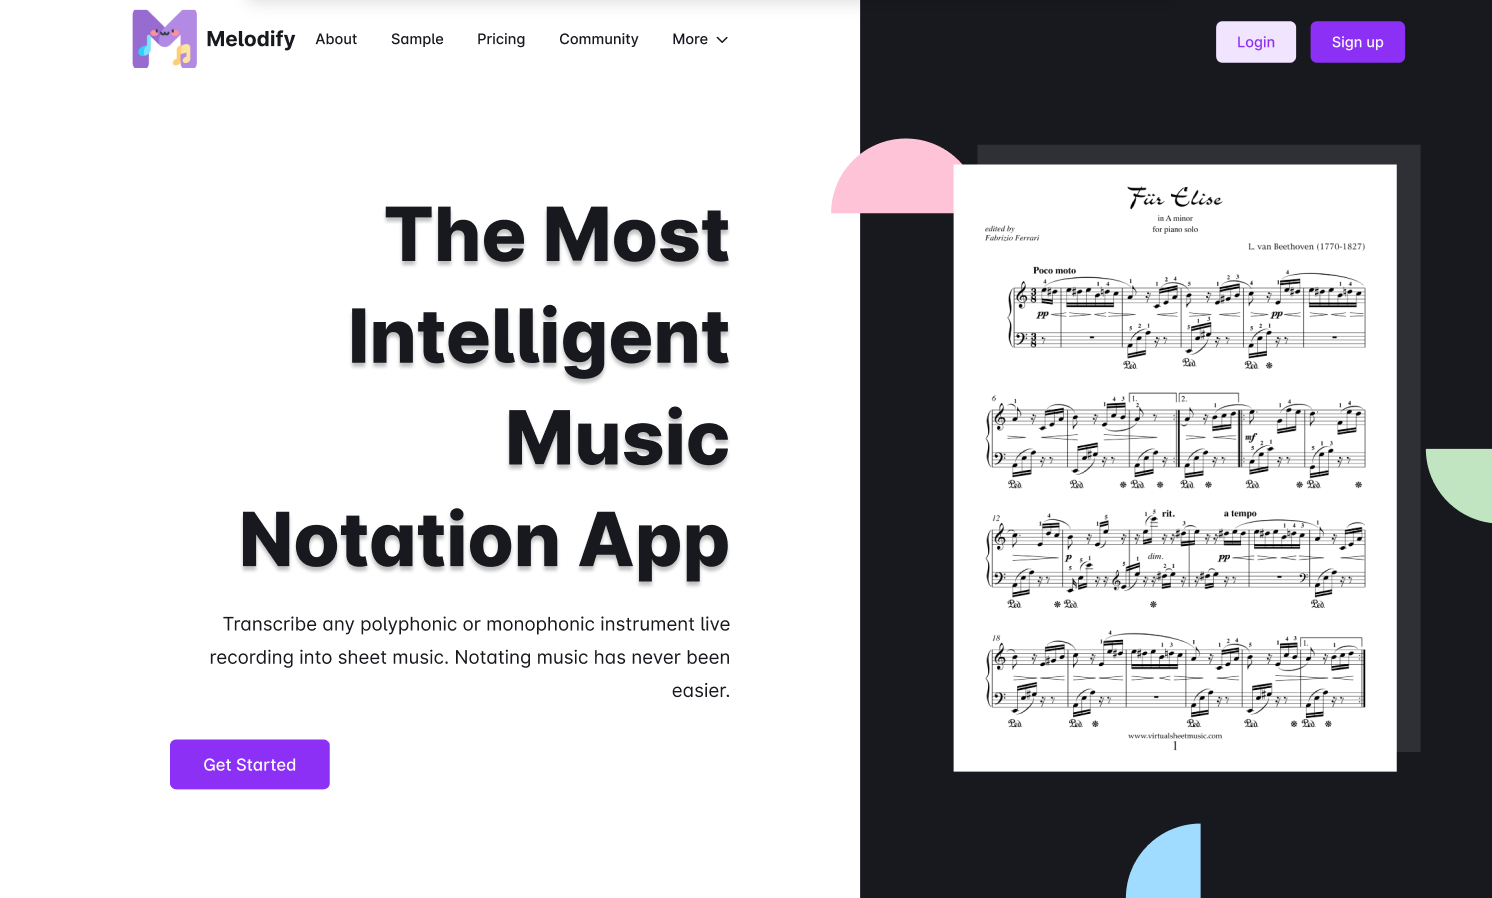 Melodify
About
Sample
Pricing
Community
More
Login
Sign up
The Most
Intelligent
Music
Notation App
Transcribe any polyphonic or monophonic instrument live
recording into sheet music. Notating music has never been
easier.
Get Started
Für Elise
in A minor
for piano solo
edited by
Fabrizio Ferrari
L. van Beethoven (1770-1827)
Poco moto
pp
pp
6
1.
2.
mf
12
rit.
a tempo
p
dim.
pp
18
1.
www.virtualsheetmusic.com
1